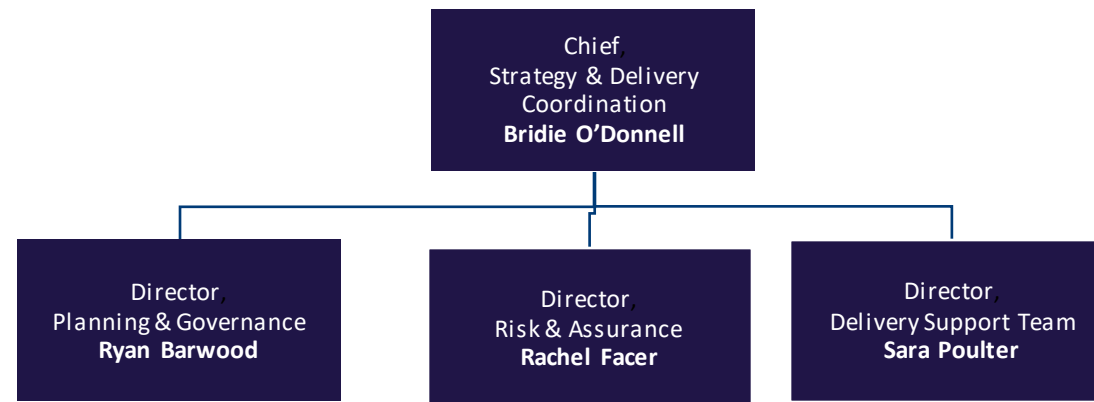 Chief,
Strategy & Delivery
Coordination
Bridie O’Donnell
Director,
Planning & Governance
Ryan Barwood
Director,
Risk & Assurance
Rachel Facer
Director,
Delivery Support Team
Sara Poulter